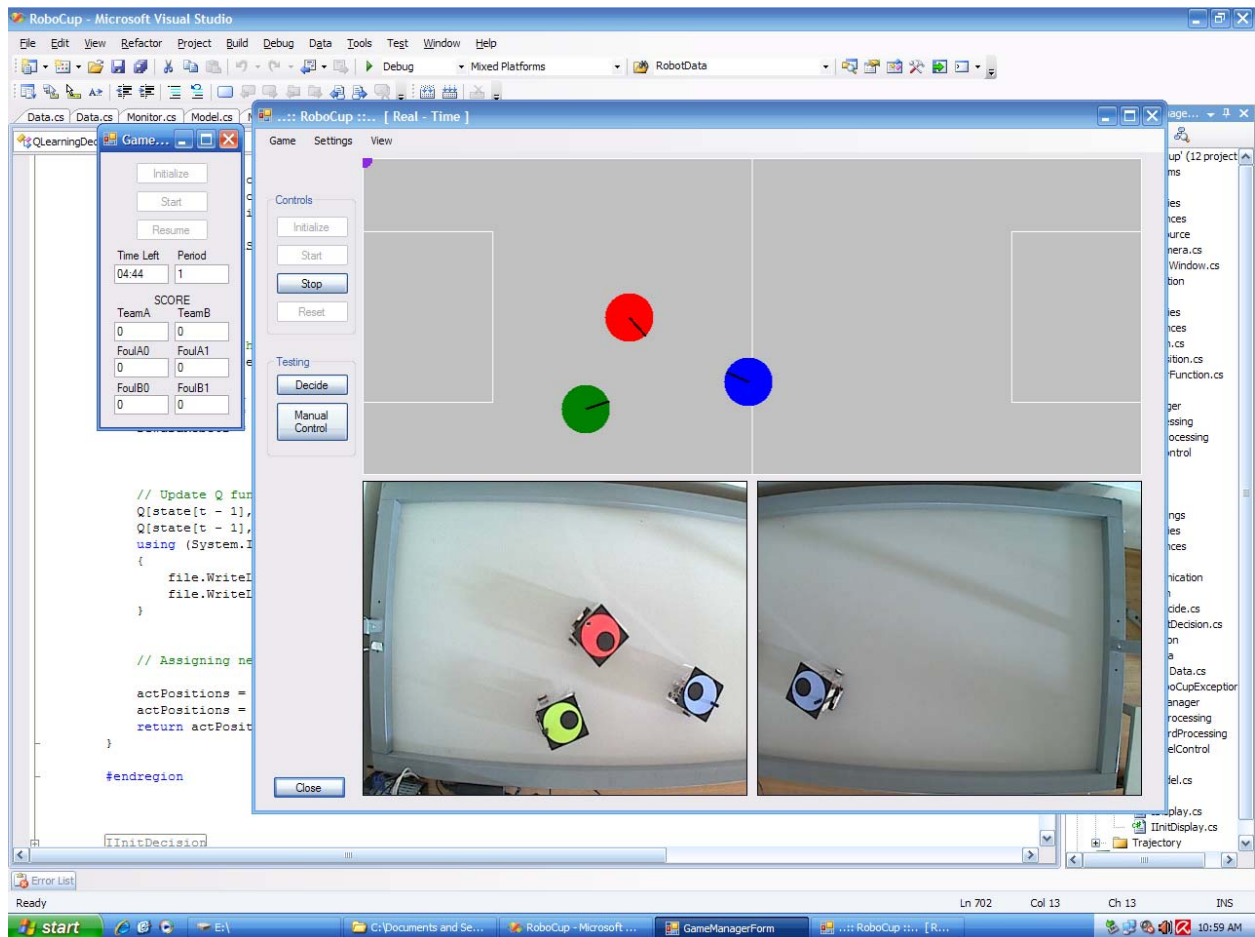 RoboCup - Microsoft Visual Studio
File Edit View Refactor Project Build Debug Data Tools Test Window Help
Debug Mixed Platforms RobotData
Data.cs Data.cs Monitor.cs Model.cs
QLearningDec
Game...
Initialize
Start
Resume
Time Left Period
04:44 1
SCORE
TeamA TeamB
0 0
FoulA0 FoulA1
0 0
FoulB0 FoulB1
0 0
..:: RoboCup ::.. [ Real - Time ]
Game Settings View
Controls
Initialize
Start
Stop
Reset
Testing
Decide
Manual
Control
Close
// Update Q fun
Q[state[t - 1],
Q[state[t - 1],
using (System.I
{
file.WriteL
file.WriteL
}
// Assigning ne
actPositions =
actPositions =
return actPosit
}
#endregion
IInitDecision
up' (12 project
ms
ies
nces
ource
mera.cs
Window.cs
tion
ies
nces
n.cs
sition.cs
rFunction.cs
ger
essing
ocessing
ontrol
ngs
ies
nces
nication
n
cide.cs
tDecision.cs
on
a
Data.cs
oCupException
anager
rocessing
rdProcessing
elControl
del.cs
IDisplay.cs
IInitDisplay.cs
Trajectory
Error List
Ready Ln 702 Col 13 Ch 13 INS
start E:\ C:\Documents and Se... RoboCup - Microsoft ... GameManagerForm ..:: RoboCup ::.. [ R... 10:59 AM